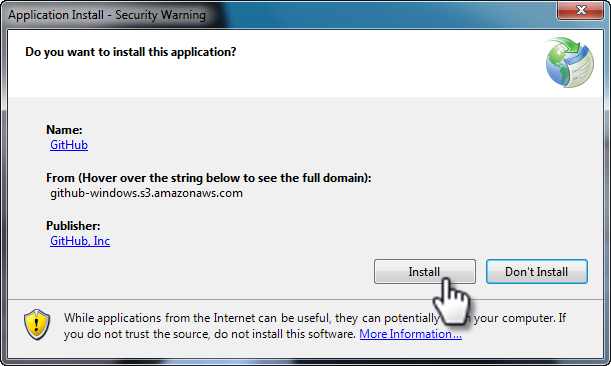 Application Install - Security Warning
Do you want to install this application?
Name:
GitHub
From (Hover over the string below to see the full domain):
github-windows.s3.amazonaws.com
Publisher:
GitHub, Inc
Install
Don't Install
While applications from the Internet can be useful, they can potentially your computer. If
you do not trust the source, do not install this software. More Information...